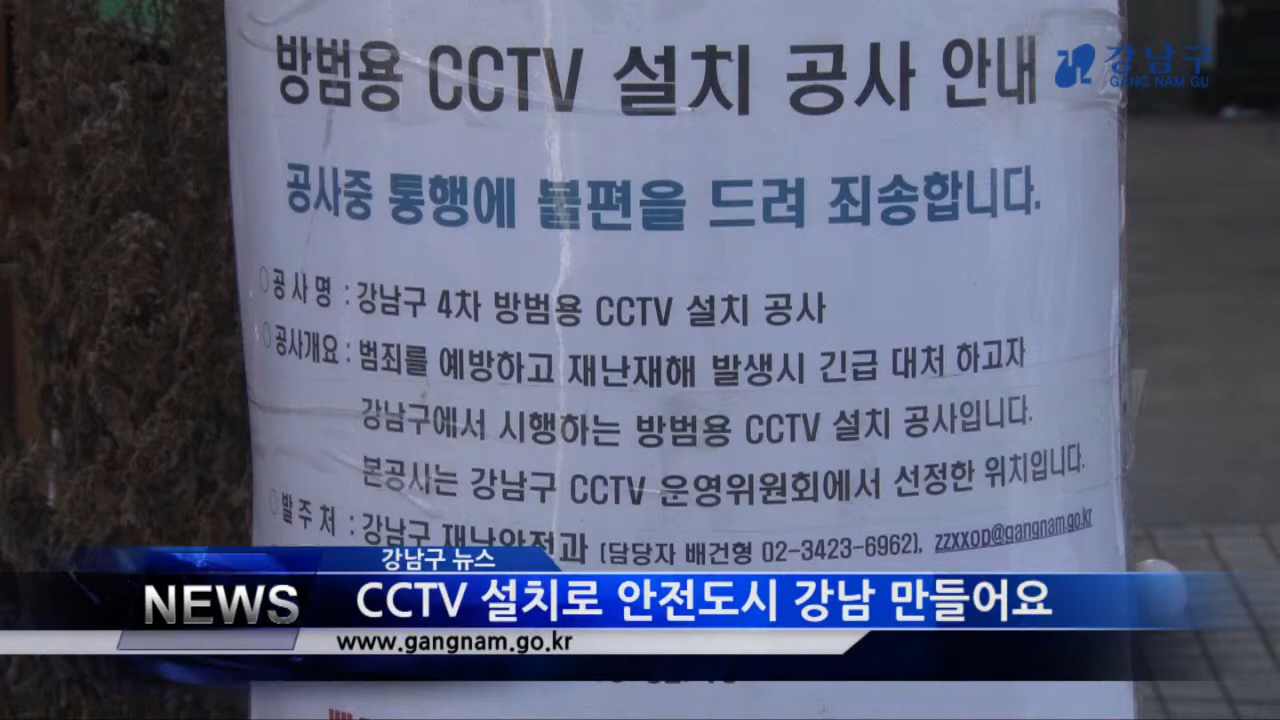 방범용 CCTV 설치 공사 안내
강남구
GANG NAM GU
공사중 통행에 불편을 드려 죄송합니다.
○공 사 명 : 강남구 4차 방범용 CCTV 설치 공사
○공사개요 : 범죄를 예방하고 재난재해 발생시 긴급 대처 하고자
강남구에서 시행하는 방범용 CCTV 설치 공사입니다.
본공사는 강남구 CCTV 운영위원회에서 선정한 위치입니다.
○발 주 처 : 강남구 재난안전과 (담당자 배건형 02-3423-6962), zzxxop@gangnam.go.kr
강남구 뉴스
NEWS
CCTV 설치로 안전도시 강남 만들어요
www.gangnam.go.kr